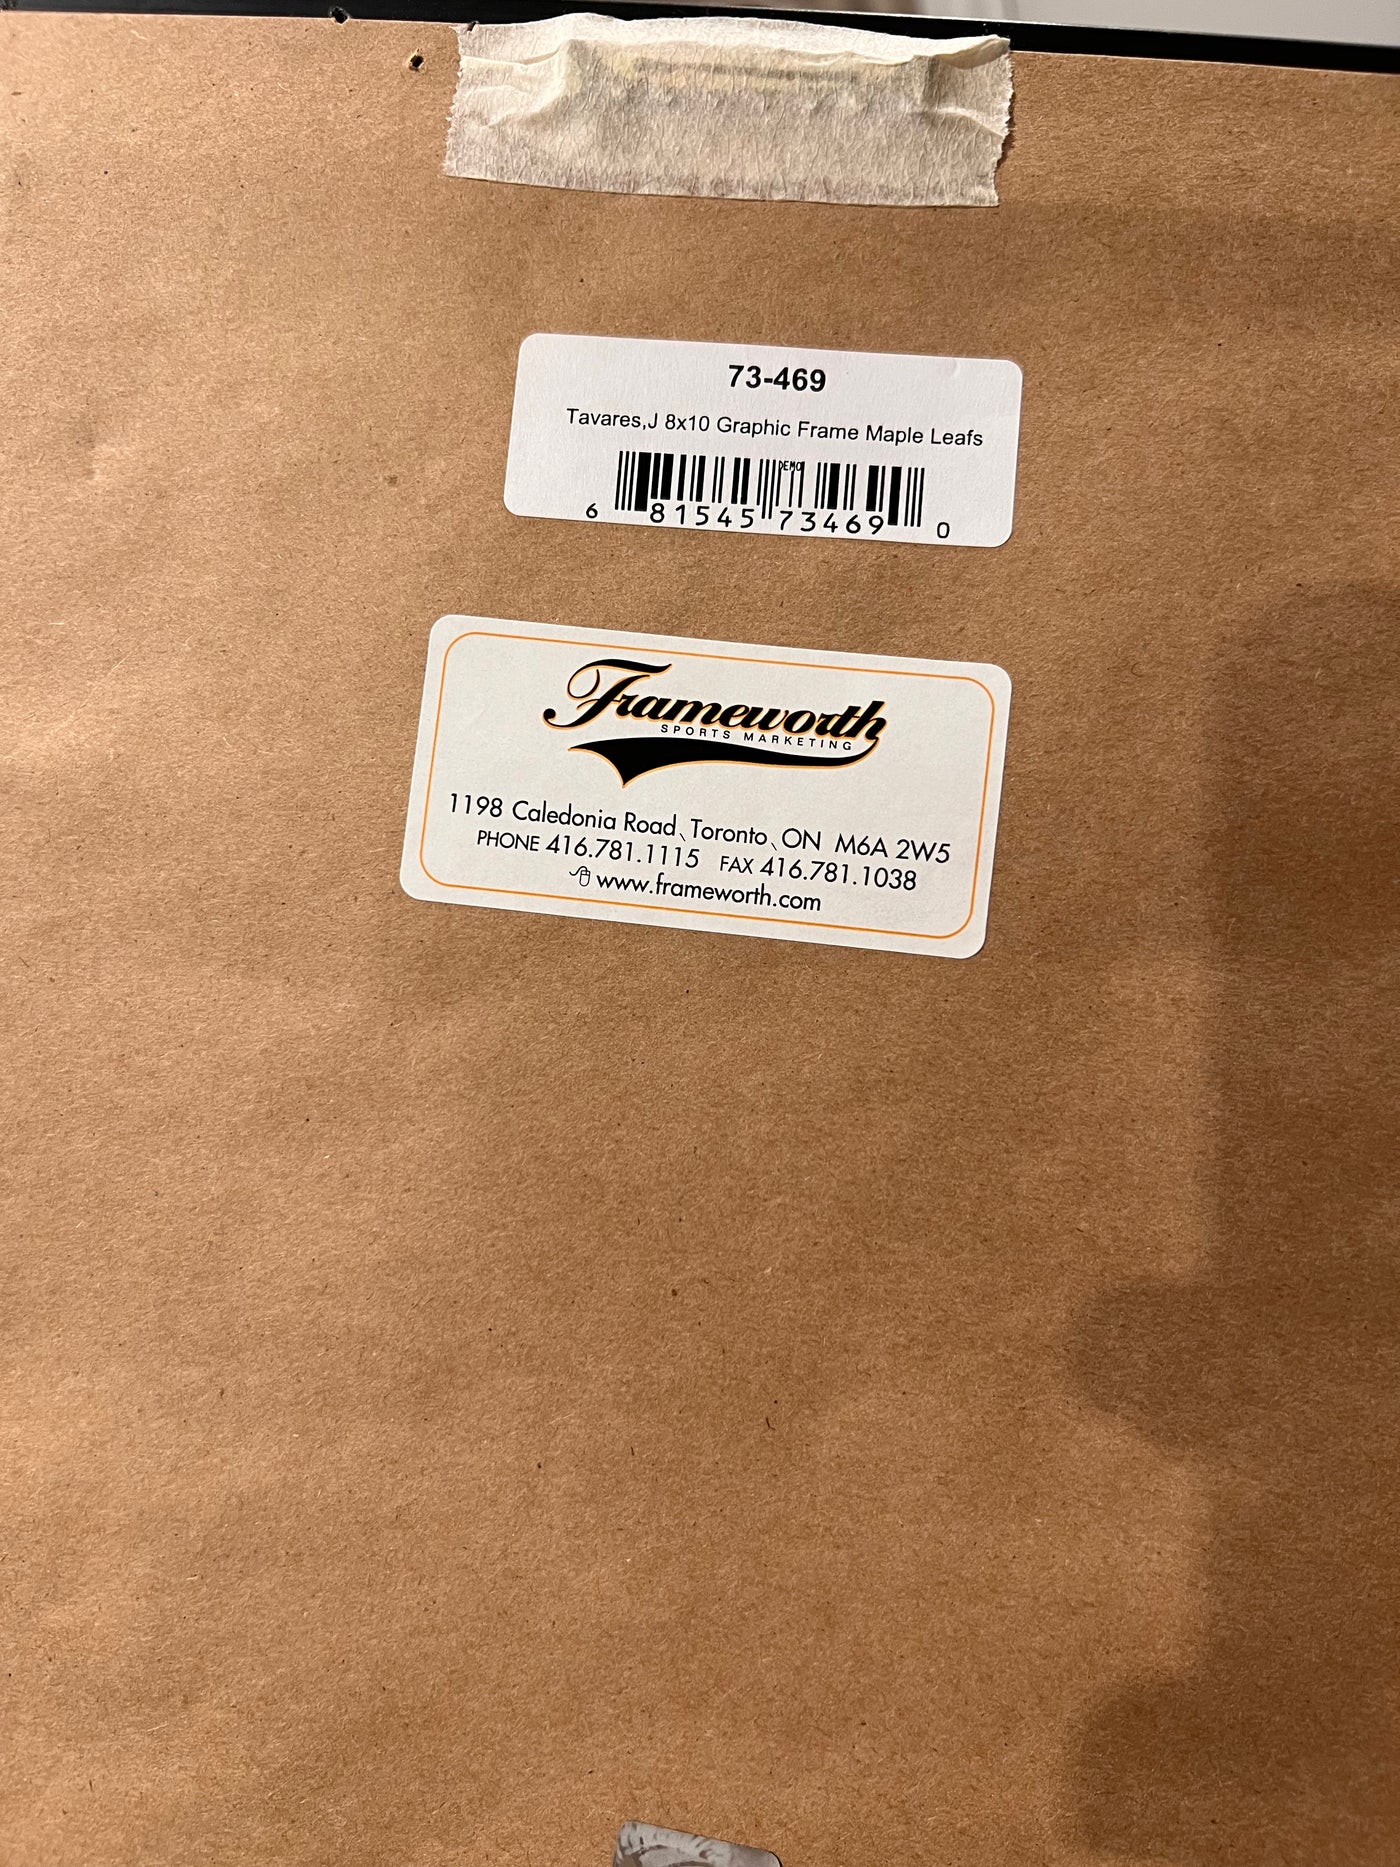 73-469
Tavares,J 8x10 Graphic Frame Maple Leafs
DEMO
6 81545 73469 0
Frameworth
SPORTS MARKETING
1198 Caledonia Road, Toronto, ON M6A 2W5
PHONE 416.781.1115 FAX 416.781.1038
www.frameworth.com